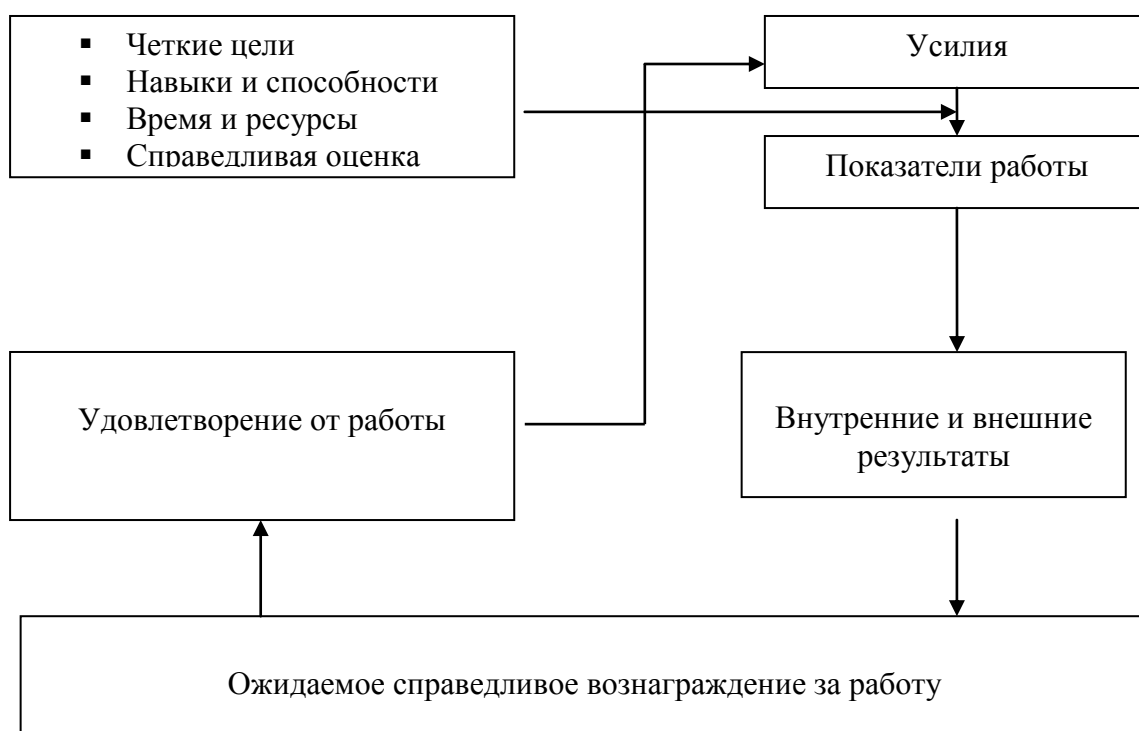 ▪ Четкие цели
▪ Навыки и способности
▪ Время и ресурсы
▪ Справедливая оценка
Усилия
Показатели работы
Удовлетворение от работы
Внутренние и внешние
результаты
Ожидаемое справедливое вознаграждение за работу